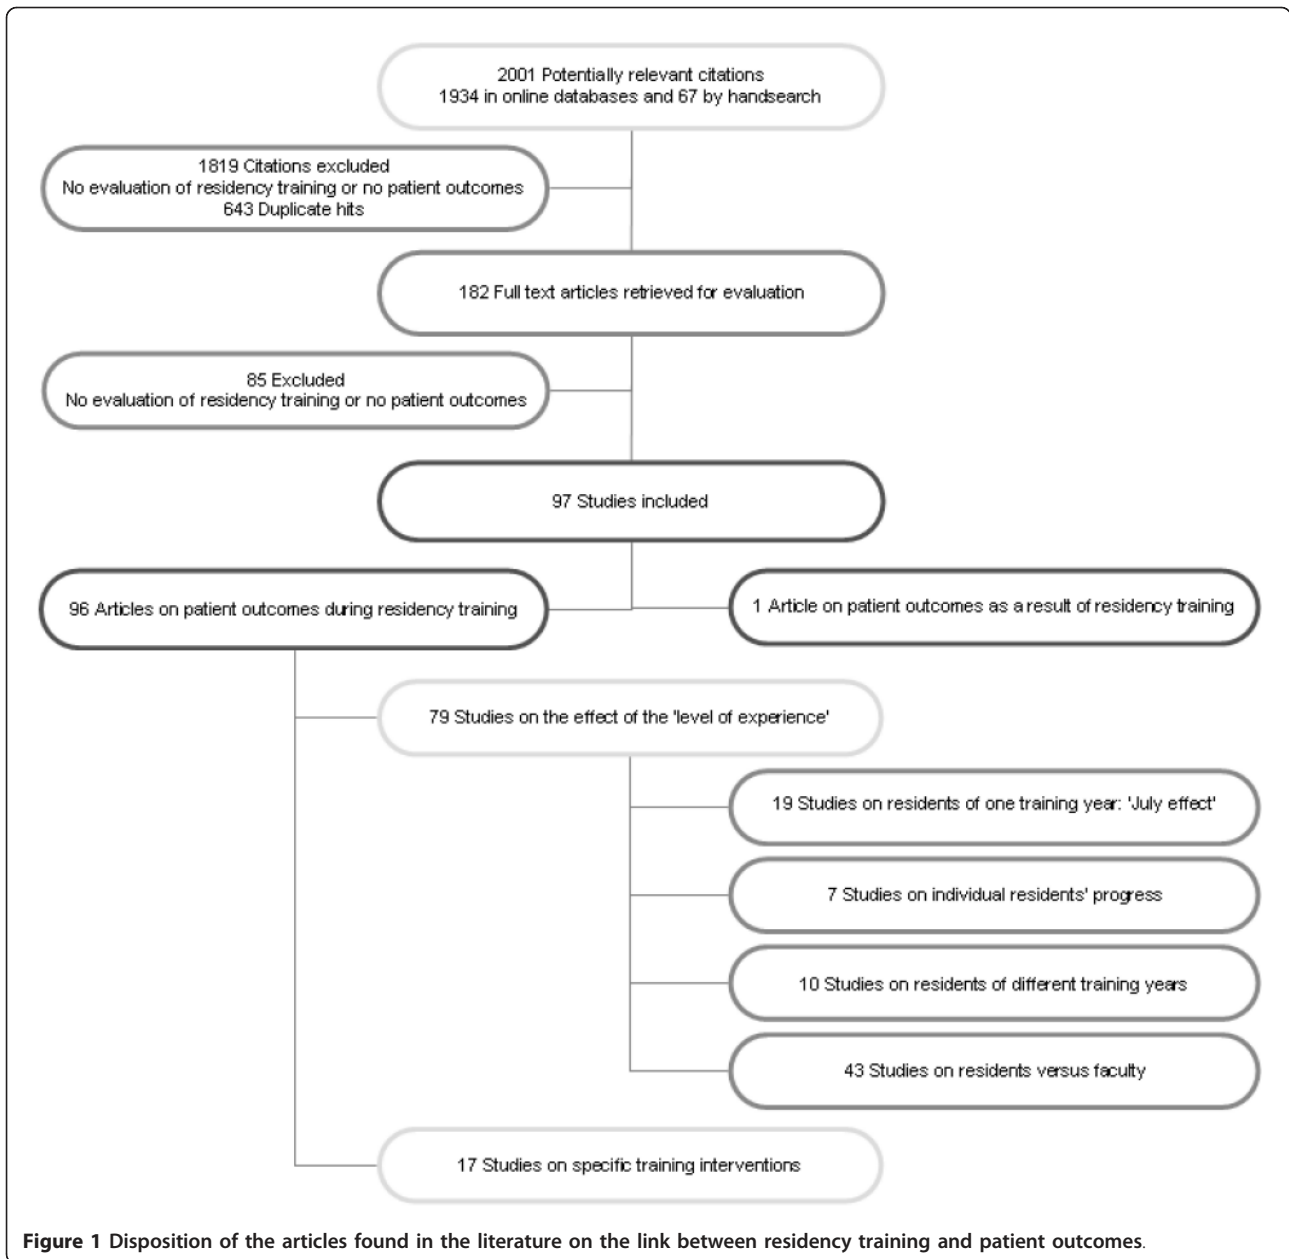 2001 Potentially relevant citations
1934 in online databases and 67 by handsearch
1819 Citations excluded
No evaluation of residency training or no patient outcomes
643 Duplicate hits
182 Full text articles retrieved for evaluation
85 Excluded
No evaluation of residency training or no patient outcomes
97 Studies included
96 Articles on patient outcomes during residency training
1 Article on patient outcomes as a result of residency training
79 Studies on the effect of the 'level of experience'
19 Studies on residents of one training year: 'July effect'
7 Studies on individual residents' progress
10 Studies on residents of different training years
43 Studies on residents versus faculty
17 Studies on specific training interventions
Figure 1 Disposition of the articles found in the literature on the link between residency training and patient outcomes.